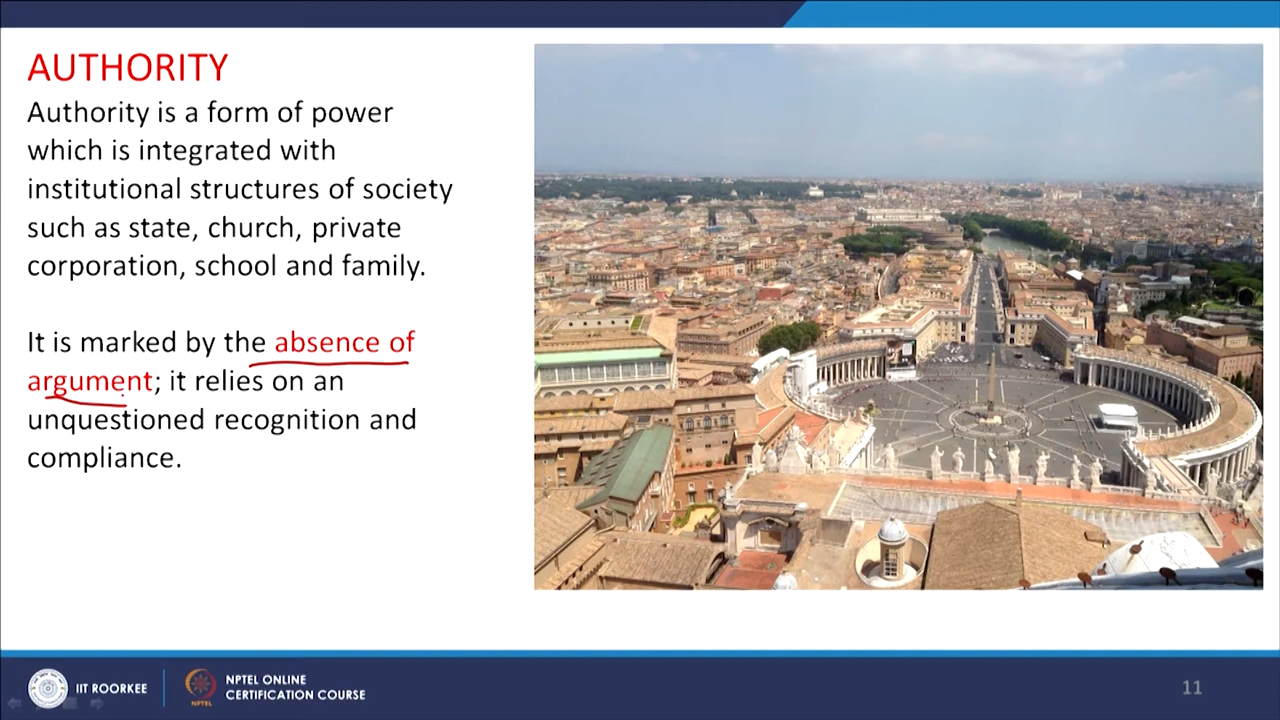 AUTHORITY
Authority is a form of power
which is integrated with
institutional structures of society
such as state, church, private
corporation, school and family.
It is marked by the absence of
argument; it relies on an
unquestioned recognition and
compliance.
IIT ROORKEE
NPTEL
NPTEL ONLINE
CERTIFICATION COURSE
11